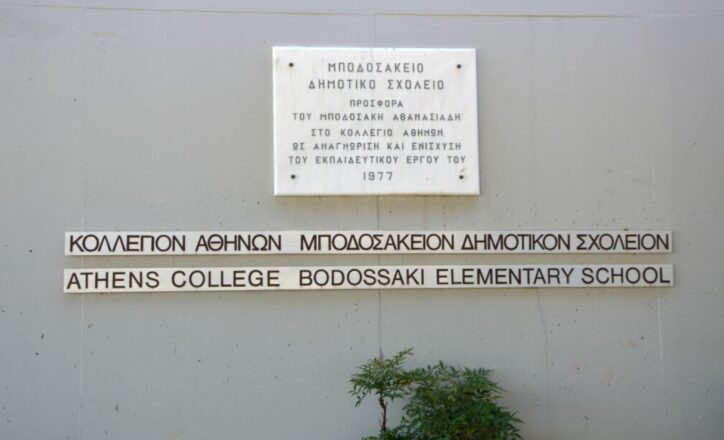 ΜΠΟΔΟΣΑΚΕΙΟ
ΔΗΜΟΤΙΚΟ ΣΧΟΛΕΙΟ
ΠΡΟΣΦΟΡΑ
ΤΟΥ ΜΠΟΔΟΣΑΚΗ ΑΘΑΝΑΣΙΑΔΗ
ΣΤΟ ΚΟΛΛΕΓΙΟ ΑΘΗΝΩΝ
ΩΣ ΑΝΑΓΝΩΡΙΣΗ ΚΑΙ ΕΝΙΣΧΥΣΗ
ΤΟΥ ΕΚΠΑΙΔΕΥΤΙΚΟΥ ΕΡΓΟΥ ΤΟΥ
1977
ΚΟΛΛΕΓΙΟΝ ΑΘΗΝΩΝ ΜΠΟΔΟΣΑΚΕΙΟΝ ΔΗΜΟΤΙΚΟΝ ΣΧΟΛΕΙΟΝ
ATHENS COLLEGE BODOSSAKI ELEMENTARY SCHOOL